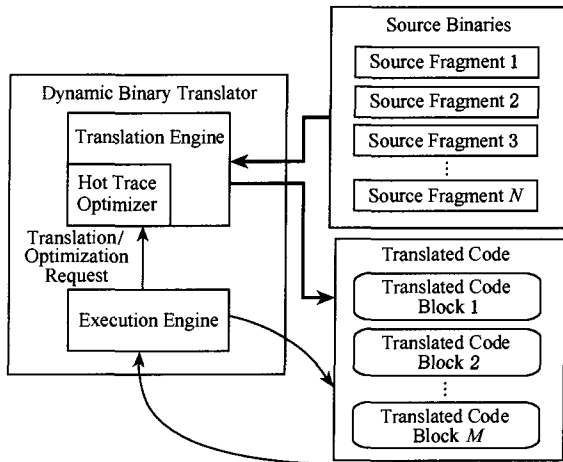 Dynamic Binary Translator
Translation Engine
Hot Trace
Optimizer
Translation/
Optimization
Request
Execution Engine
Source Binaries
Source Fragment 1
Source Fragment 2
Source Fragment 3
⋮
Source Fragment N
Translated Code
Translated Code
Block 1
Translated Code
Block 2
⋮
Translated Code
Block M